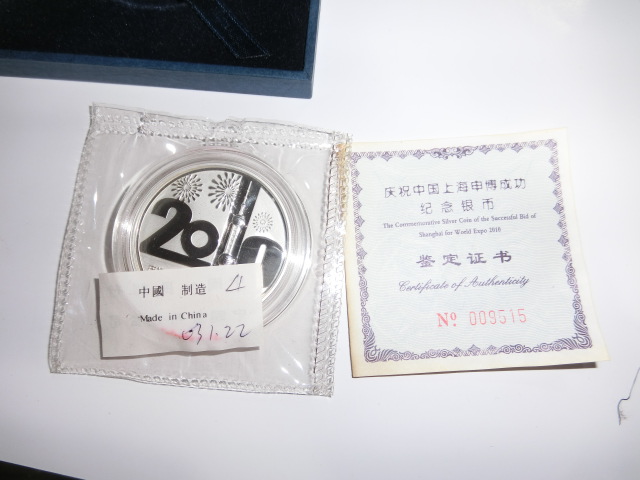 2010
中國 制造 4
Made in China
031.22
庆祝中国上海申博成功
纪念银币
The Commemorative Silver Coin of the Successful Bid of
Shanghai for World Expo 2010
鉴定证书
Certificate of Authenticity
Nº 009515